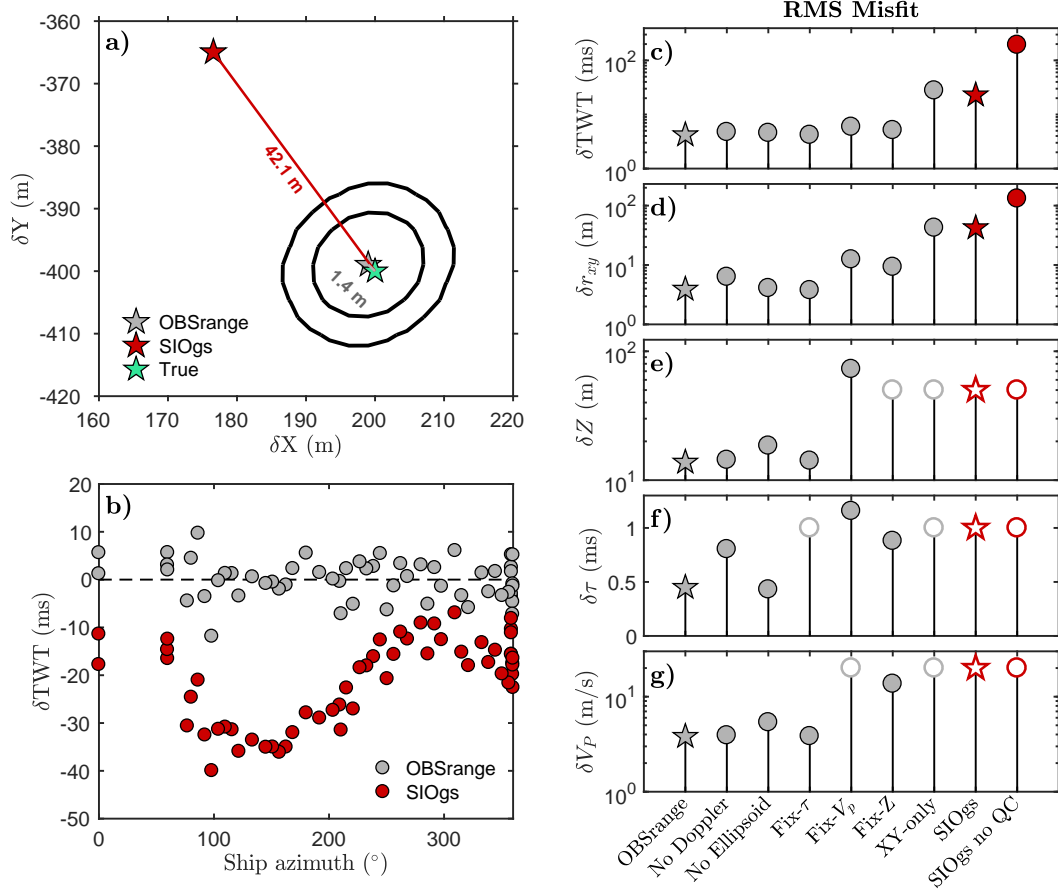 a)
-360
-370
-380
-390
-400
-410
-420
160
170
180
190
200
210
220
δY (m)
δX (m)
42.1 m
1.4 m
OBSrange
SIOgs
True
b)
20
10
0
-10
-20
-30
-40
-50
0
100
200
300
δTWT (ms)
Ship azimuth (°)
OBSrange
SIOgs
RMS Misfit
c)
10²
10⁰
δTWT (ms)
d)
10²
10¹
10⁰
δr_xy (m)
e)
10²
10¹
δZ (m)
f)
1
0.5
0
δτ (ms)
g)
10¹
10⁰
δV_P (m/s)
OBSrange
No Doppler
No Ellipsoid
Fix-τ
Fix-V_p
Fix-Z
XY-only
SIOgs
SIOgs no QC